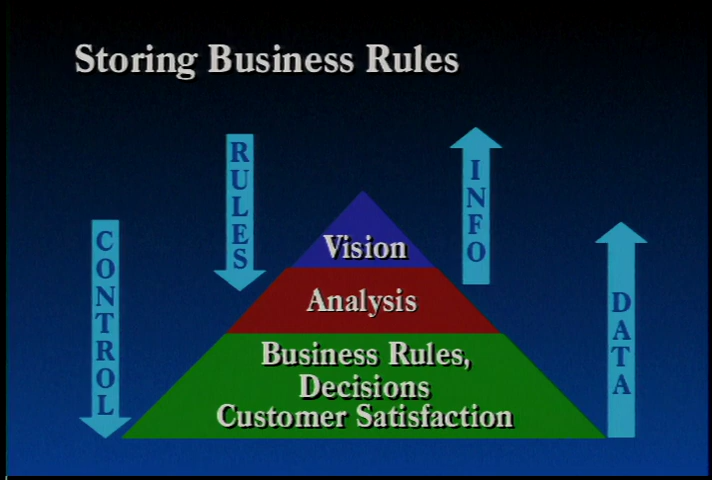 Storing Business Rules
RULES
INFO
CONTROL
DATA
Vision
Analysis
Business Rules,
Decisions
Customer Satisfaction